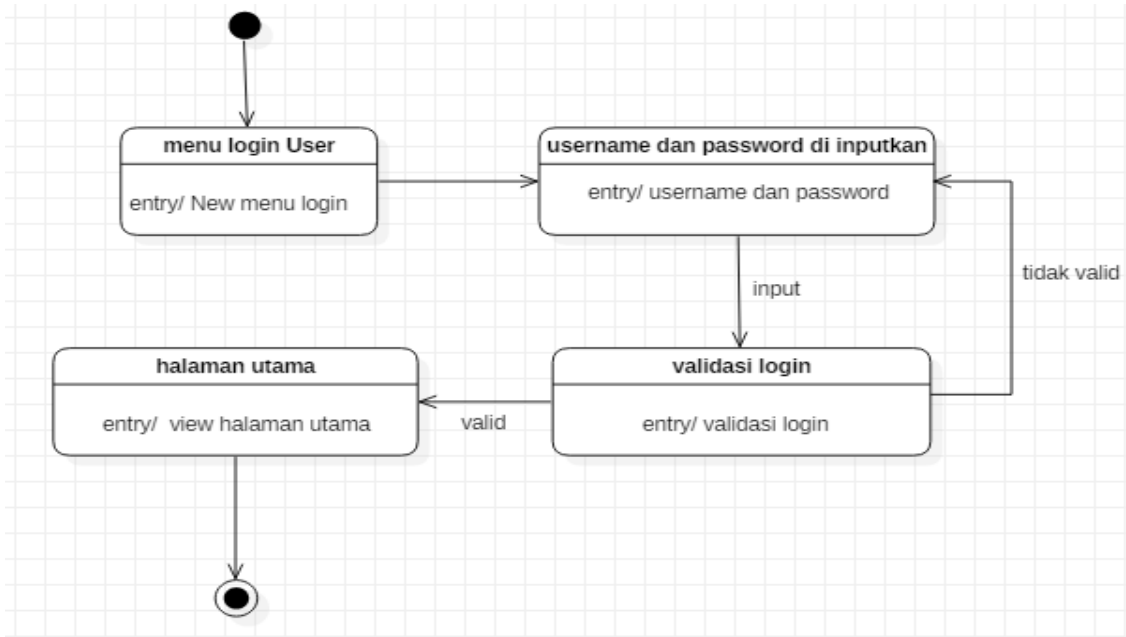 menu login User
entry/ New menu login
username dan password di inputkan
entry/ username dan password
input
tidak valid
halaman utama
entry/ view halaman utama
valid
validasi login
entry/ validasi login